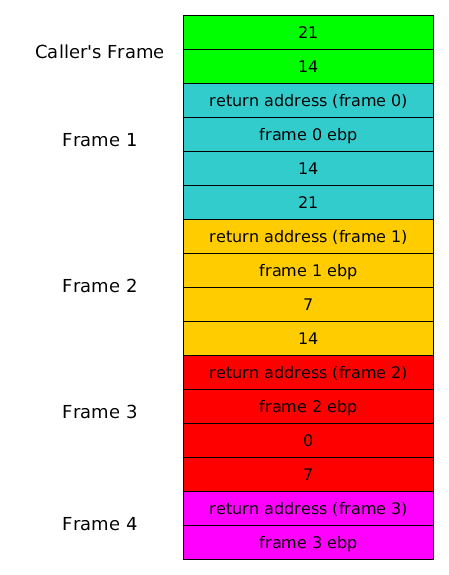 Caller's Frame
21
14
Frame 1
return address (frame 0)
frame 0 ebp
14
21
Frame 2
return address (frame 1)
frame 1 ebp
7
14
Frame 3
return address (frame 2)
frame 2 ebp
0
7
Frame 4
return address (frame 3)
frame 3 ebp